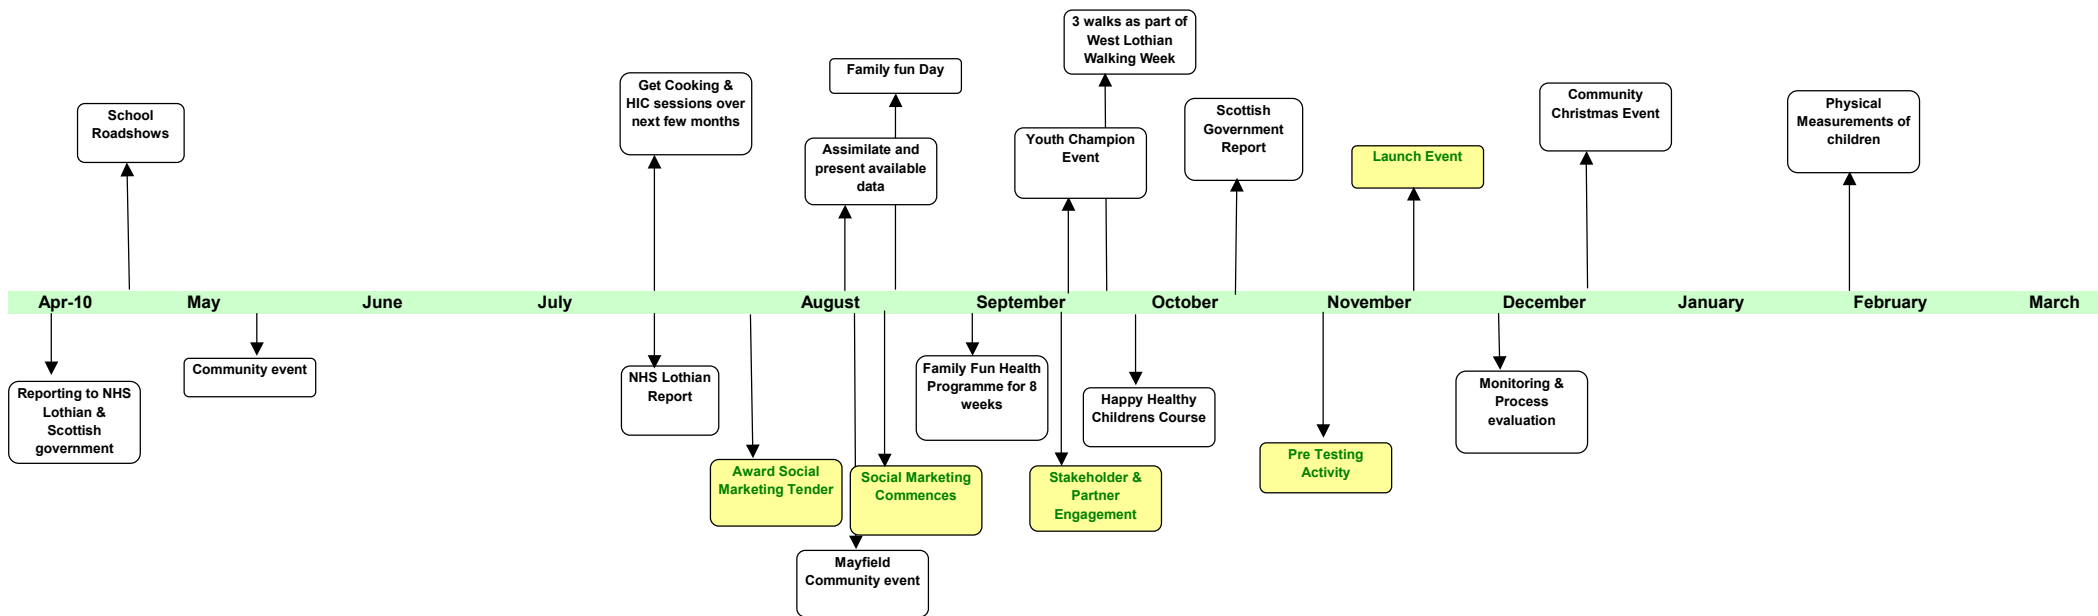 3 walks as part of
West Lothian
Walking Week
Family fun Day
Get Cooking &
HIC sessions over
next few months
Community
Christmas Event
Physical
Measurements of
children
School
Roadshows
Scottish
Government
Report
Youth Champion
Event
Assimilate and
present available
data
Launch Event
Apr-10
May
June
July
August
September
October
November
December
January
February
March
Community event
Reporting to NHS
Lothian &
Scottish
government
NHS Lothian
Report
Family Fun Health
Programme for 8
weeks
Happy Healthy
Childrens Course
Monitoring &
Process
evaluation
Pre Testing
Activity
Award Social
Marketing Tender
Social Marketing
Commences
Stakeholder &
Partner
Engagement
Mayfield
Community event